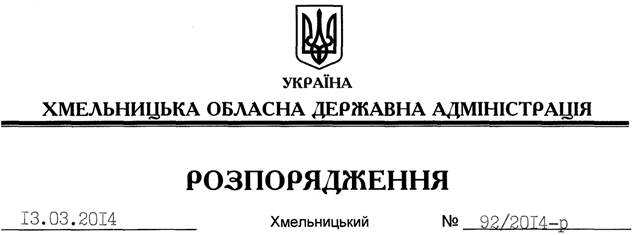 УКРАЇНА
ХМЕЛЬНИЦЬКА ОБЛАСНА ДЕРЖАВНА АДМІНІСТРАЦІЯ
РОЗПОРЯДЖЕННЯ
13.03.2014 Хмельницький № 92/2014-р